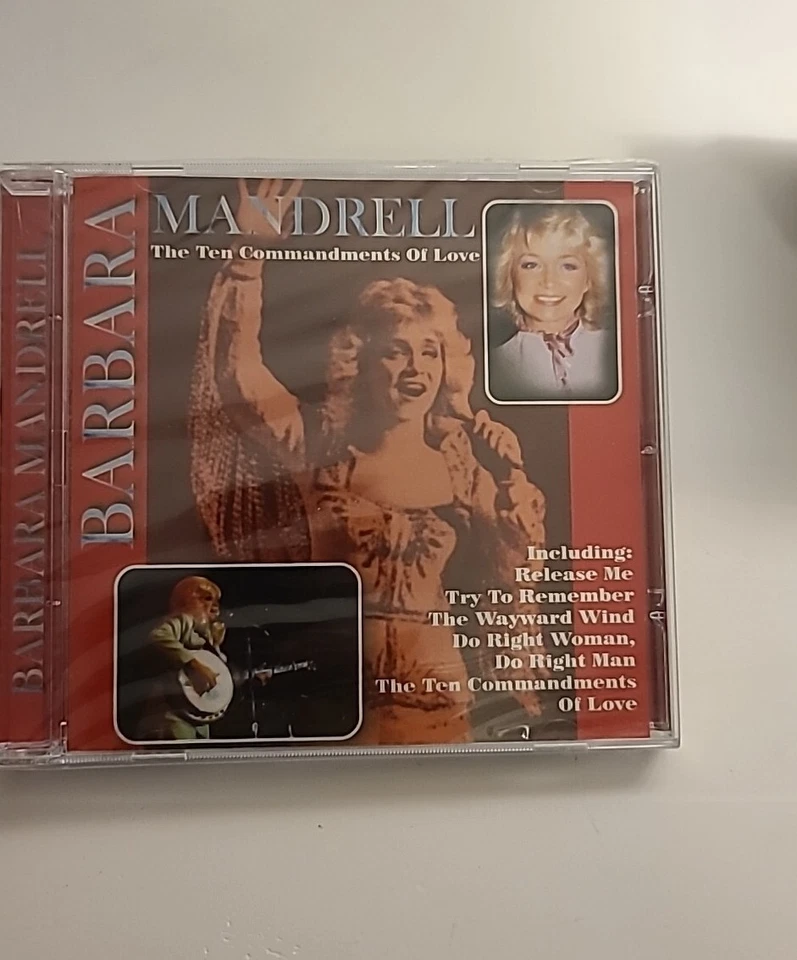 BARBARA MANDRELL
BARBARA
MANDRELL
The Ten Commandments Of Love
Including:
Release Me
Try To Remember
The Wayward Wind
Do Right Woman,
Do Right Man
The Ten Commandments
Of Love